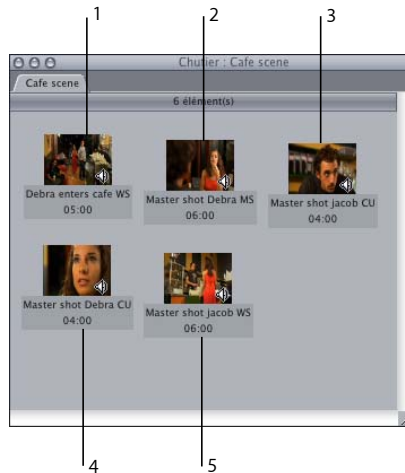 1
2
3
Chutier : Cafe scene
Cafe scene
6 élément(s)
Debra enters cafe WS
05:00
Master shot Debra MS
06:00
Master shot jacob CU
04:00
Master shot Debra CU
04:00
Master shot jacob WS
06:00
4
5